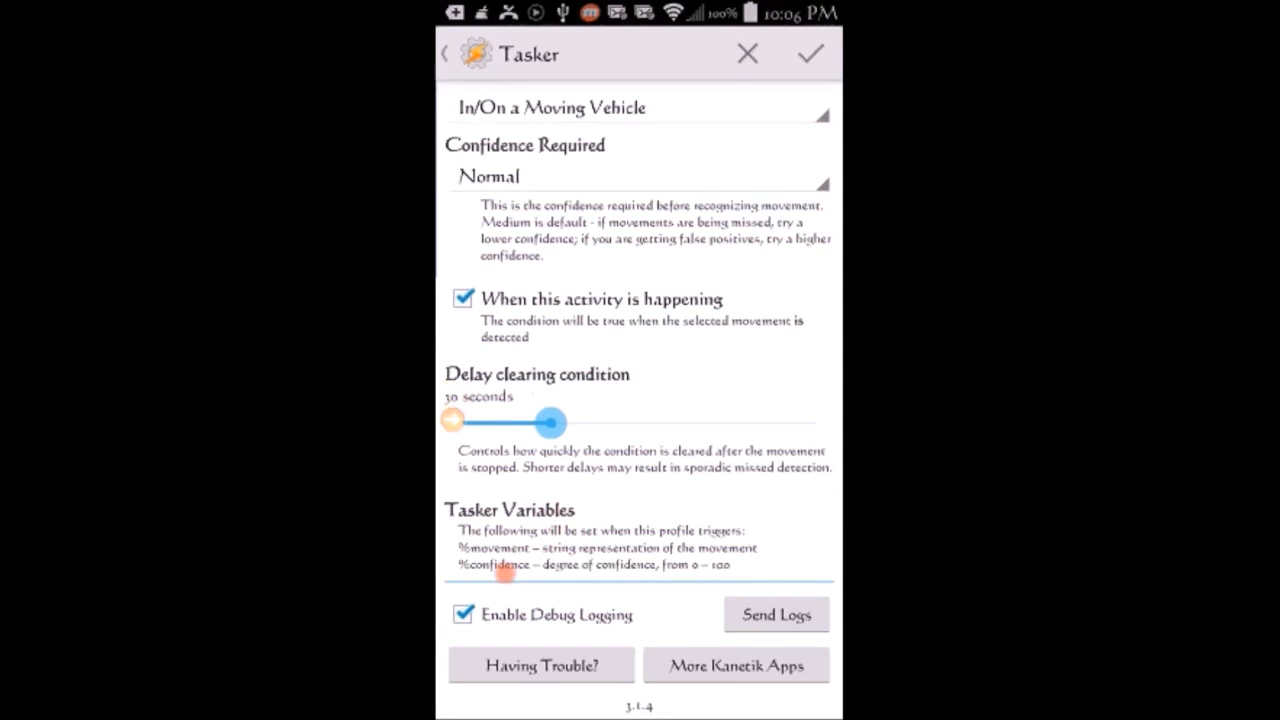 100% 10:06 PM
Tasker
In/On a Moving Vehicle
Confidence Required
Normal
This is the confidence required before recognizing movement.
Medium is default - if movements are being missed, try a
lower confidence; if you are getting false positives, try a higher
confidence.
When this activity is happening
The condition will be true when the selected movement is
detected
Delay clearing condition
30 seconds
Controls how quickly the condition is cleared after the movement
is stopped. Shorter delays may result in sporadic missed detection.
Tasker Variables
The following will be set when this profile triggers:
%movement – string representation of the movement
%confidence – degree of confidence, from 0 – 100
Enable Debug Logging
Send Logs
Having Trouble?
More Kanetik Apps
3.1.4